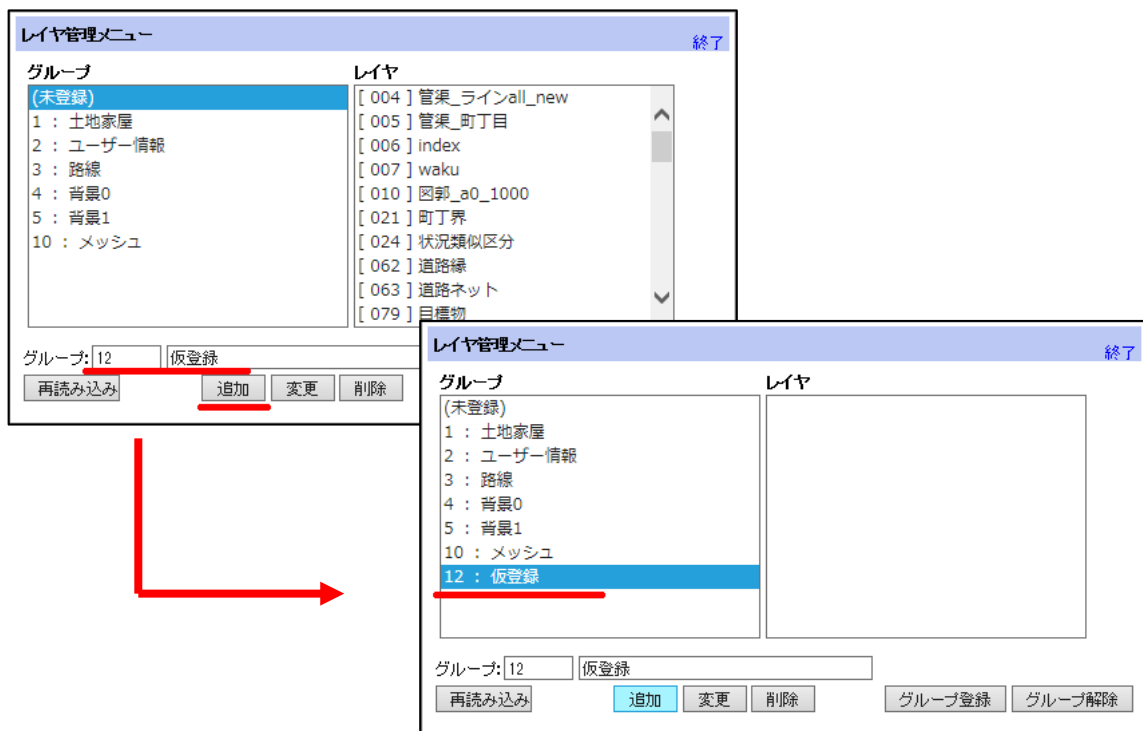 レイヤ管理メニュー
終了
グループ
レイヤ
(未登録)
1 : 土地家屋
2 : ユーザー情報
3 : 路線
4 : 背景0
5 : 背景1
10 : メッシュ
[ 004 ] 管渠_ラインall_new
[ 005 ] 管渠_町丁目
[ 006 ] index
[ 007 ] waku
[ 010 ] 図郭_a0_1000
[ 021 ] 町丁界
[ 024 ] 状況類似区分
[ 062 ] 道路縁
[ 063 ] 道路ネット
[ 079 ] 目標物
グループ: 12 仮登録
再読み込み 追加 変更 削除
レイヤ管理メニュー
終了
グループ
レイヤ
(未登録)
1 : 土地家屋
2 : ユーザー情報
3 : 路線
4 : 背景0
5 : 背景1
10 : メッシュ
12 : 仮登録
グループ: 12 仮登録
再読み込み 追加 変更 削除 グループ登録 グループ解除